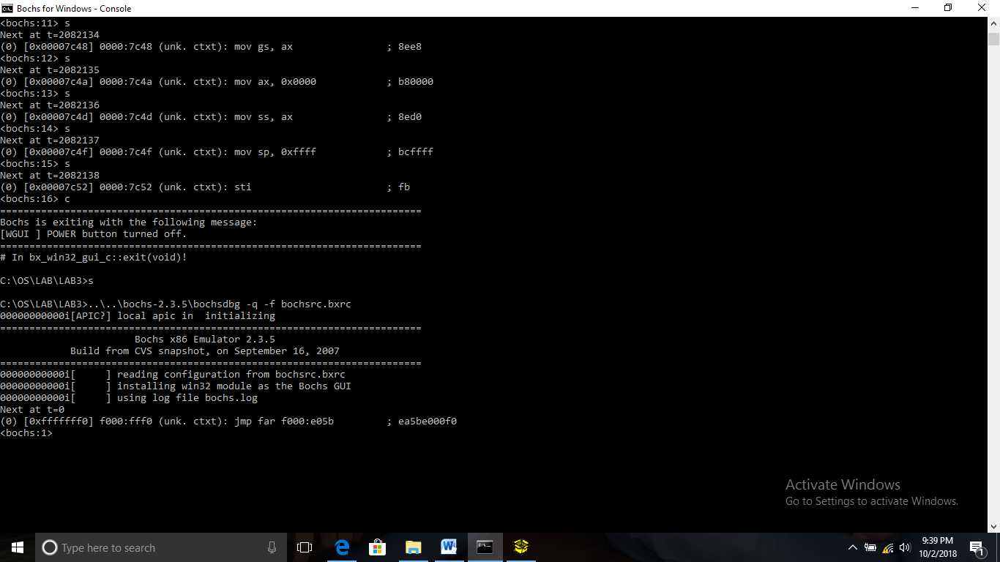 Bochs for Windows - Console
<bochs:11> s
Next at t=2082134
(0) [0x00007c48] 0000:7c48 (unk. ctxt): mov gs, ax ; 8ee8
<bochs:12> s
Next at t=2082135
(0) [0x00007c4a] 0000:7c4a (unk. ctxt): mov ax, 0x0000 ; b80000
<bochs:13> s
Next at t=2082136
(0) [0x00007c4d] 0000:7c4d (unk. ctxt): mov ss, ax ; 8ed0
<bochs:14> s
Next at t=2082137
(0) [0x00007c4f] 0000:7c4f (unk. ctxt): mov sp, 0xffff ; bcffff
<bochs:15> s
Next at t=2082138
(0) [0x00007c52] 0000:7c52 (unk. ctxt): sti ; fb
<bochs:16> c
========================================================================
Bochs is exiting with the following message:
[WGUI ] POWER button turned off.
========================================================================
# In bx_win32_gui_c::exit(void)!
C:\OS\LAB\LAB3>s
C:\OS\LAB\LAB3>..\..\bochs-2.3.5\bochsdbg -q -f bochsrc.bxrc
00000000000i[APIC?] local apic in  initializing
========================================================================
Bochs x86 Emulator 2.3.5
Build from CVS snapshot, on September 16, 2007
========================================================================
00000000000i[     ] reading configuration from bochsrc.bxrc
00000000000i[     ] installing win32 module as the Bochs GUI
00000000000i[     ] using log file bochs.log
Next at t=0
(0) [0xfffffff0] f000:fff0 (unk. ctxt): jmp far f000:e05b ; ea5be000f0
<bochs:1>
Activate Windows
Go to Settings to activate Windows.
Type here to search
9:39 PM
10/2/2018
1